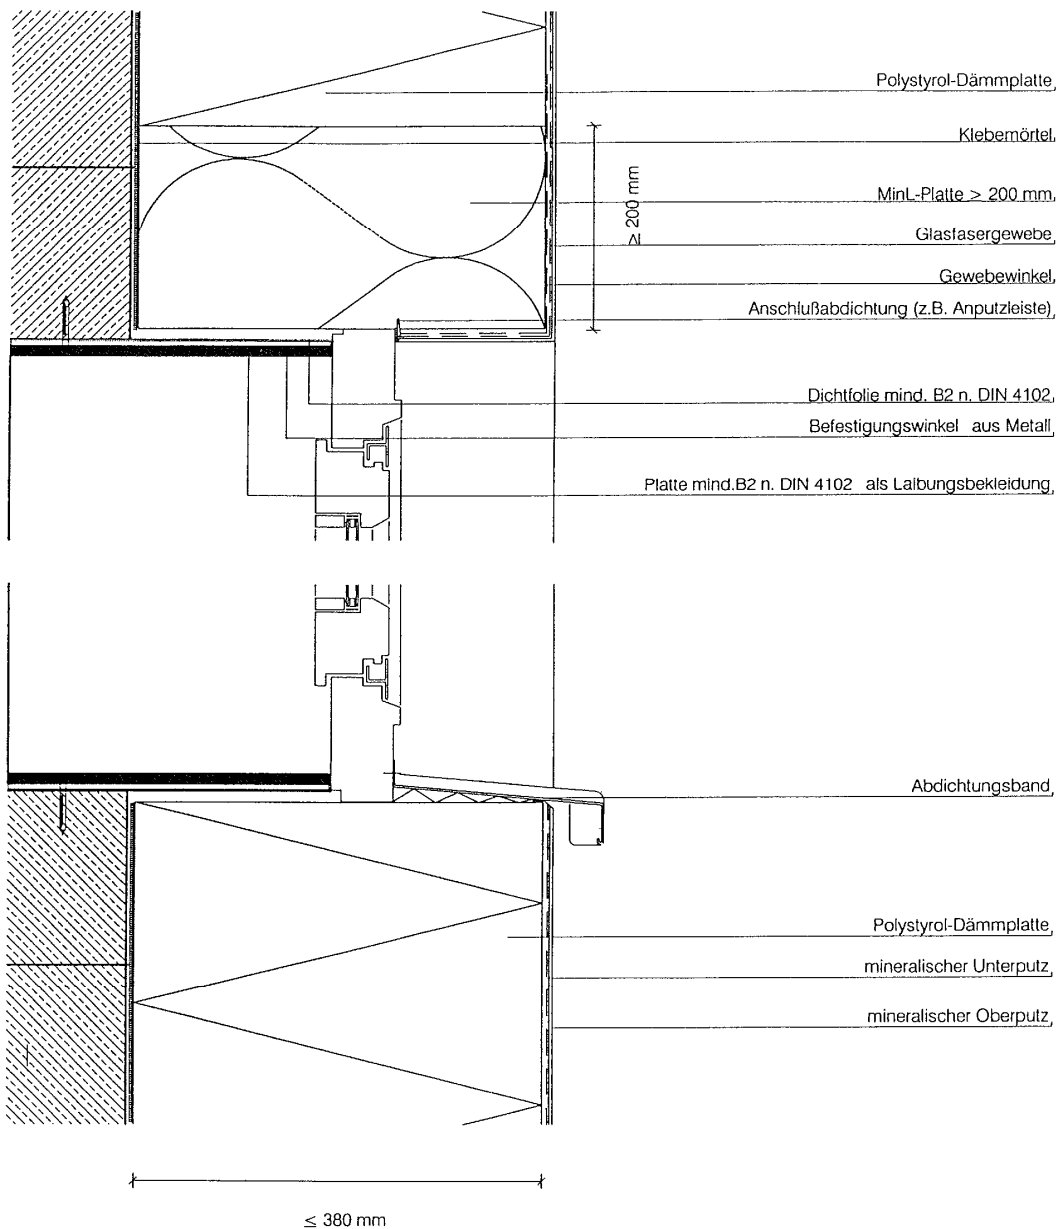 Polystyrol-Dämmplatte
Klebemörtel
≥ 200 mm
MinL-Platte > 200 mm
Glasfasergewebe
Gewebewinkel
Anschlußabdichtung (z.B. Anputzleiste)
Dichtfolie mind. B2 n. DIN 4102
Befestigungswinkel aus Metall
Platte mind.B2 n. DIN 4102 als Laibungsbekleidung
Abdichtungsband
Polystyrol-Dämmplatte
mineralischer Unterputz
mineralischer Oberputz
≤ 380 mm